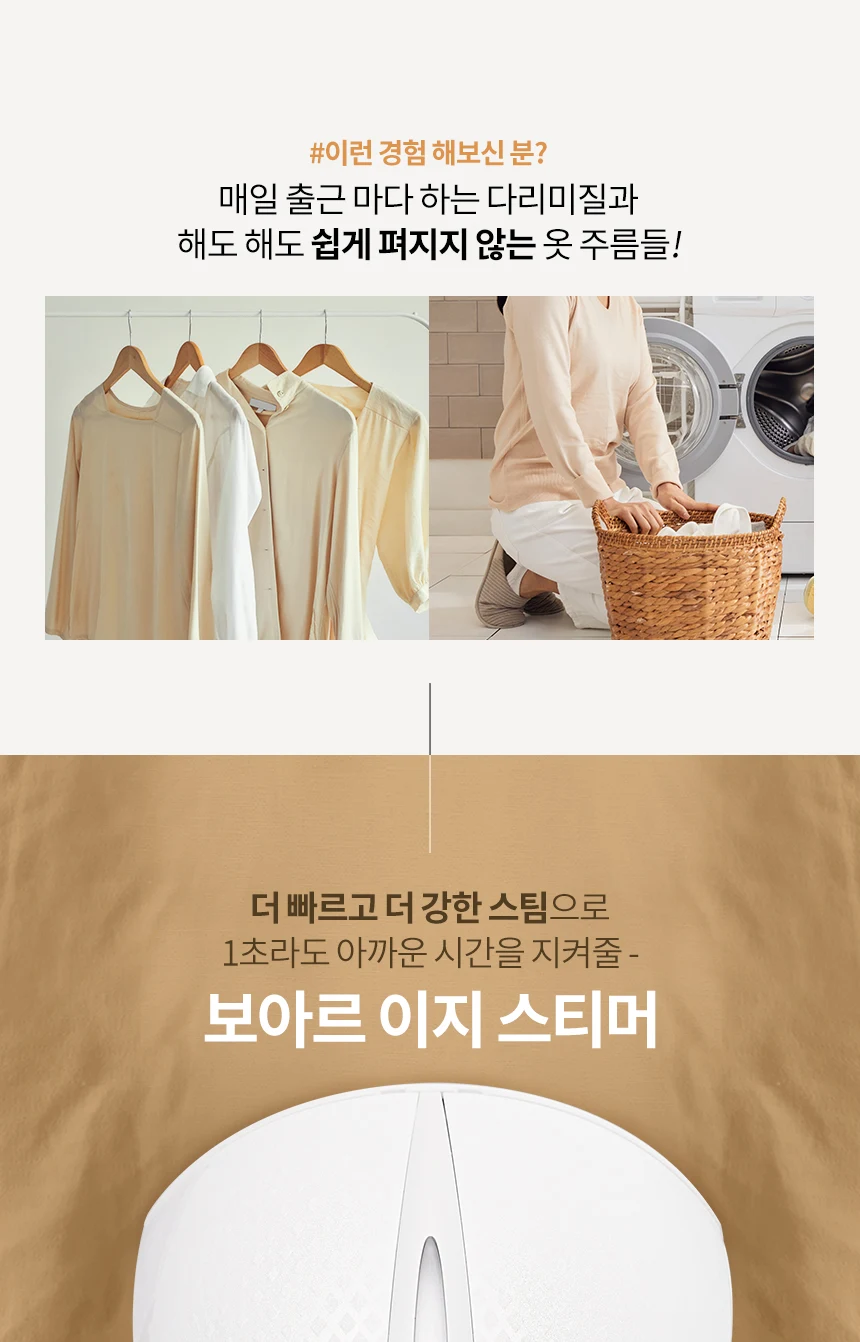 #이런 경험 해보신 분?
매일 출근 마다 하는 다리미질과
해도 해도 쉽게 펴지지 않는 옷 주름들!
더 빠르고 더 강한 스팀으로
1초라도 아까운 시간을 지켜줄 -
보아르 이지 스티머